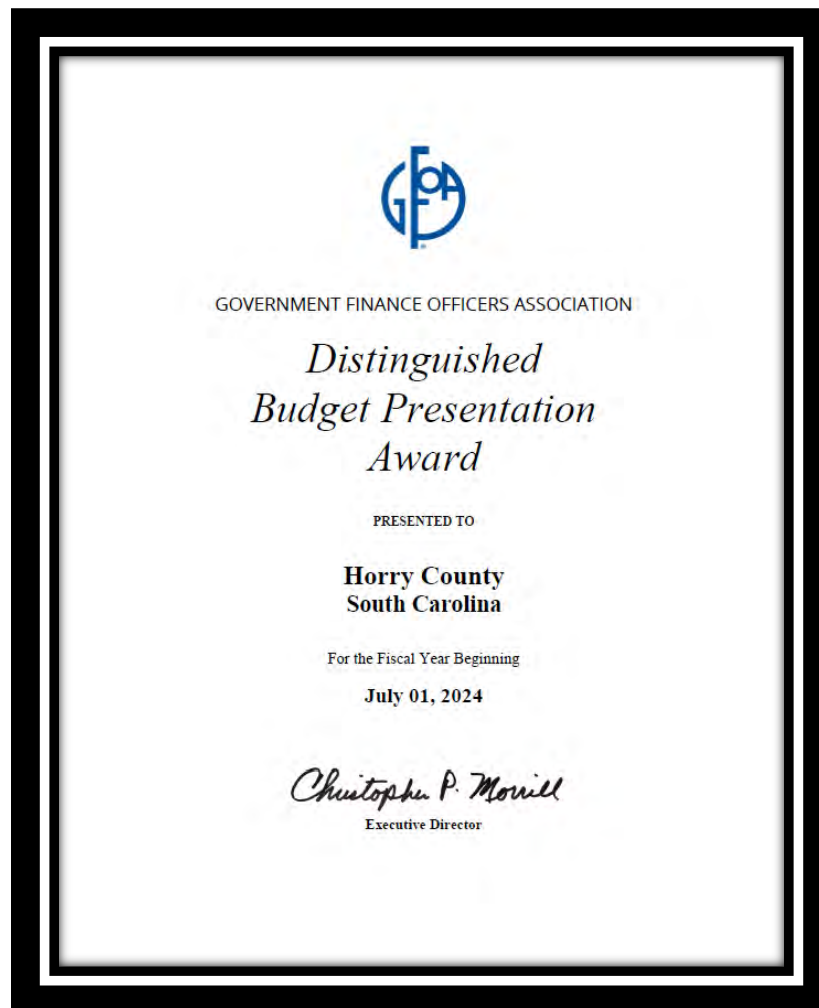 GFOA
GOVERNMENT FINANCE OFFICERS ASSOCIATION
Distinguished
Budget Presentation
Award
PRESENTED TO
Horry County
South Carolina
For the Fiscal Year Beginning
July 01, 2024
Christopher P. Morrill
Executive Director